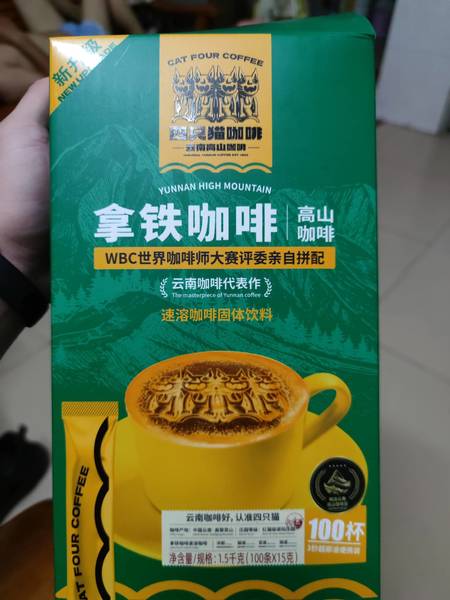 新升级
NEW UPGRADE
CAT FOUR COFFEE
四只猫咖啡
云南高山咖啡
YUNNAN HIGH MOUNTAIN
拿铁咖啡
高山
咖啡
WBC世界咖啡师大赛评委亲自拼配
云南咖啡代表作
The masterpiece of Yunnan coffee
速溶咖啡固体饮料
CAT FOUR COFFEE
云南咖啡好，认准四只猫
净含量/规格：1.5千克（100条X15克）
100杯